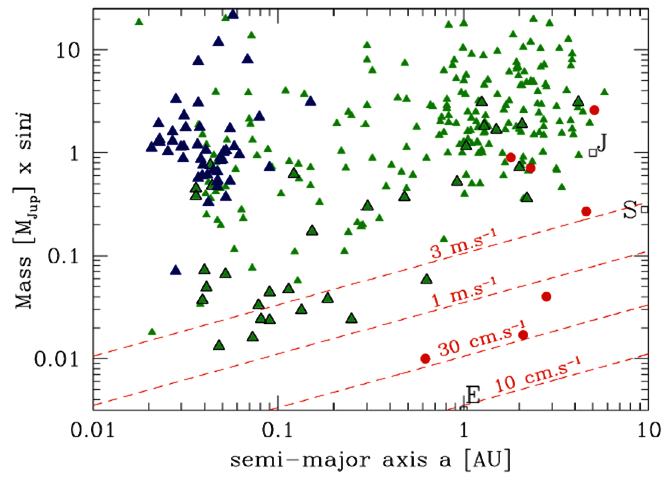 10
1
0.1
0.01
Mass [M_Jup] x sini
J
S
3 m.s⁻¹
1 m.s⁻¹
30 cm.s⁻¹
10 cm.s⁻¹
E
0.01 0.1 1 10
semi-major axis a [AU]